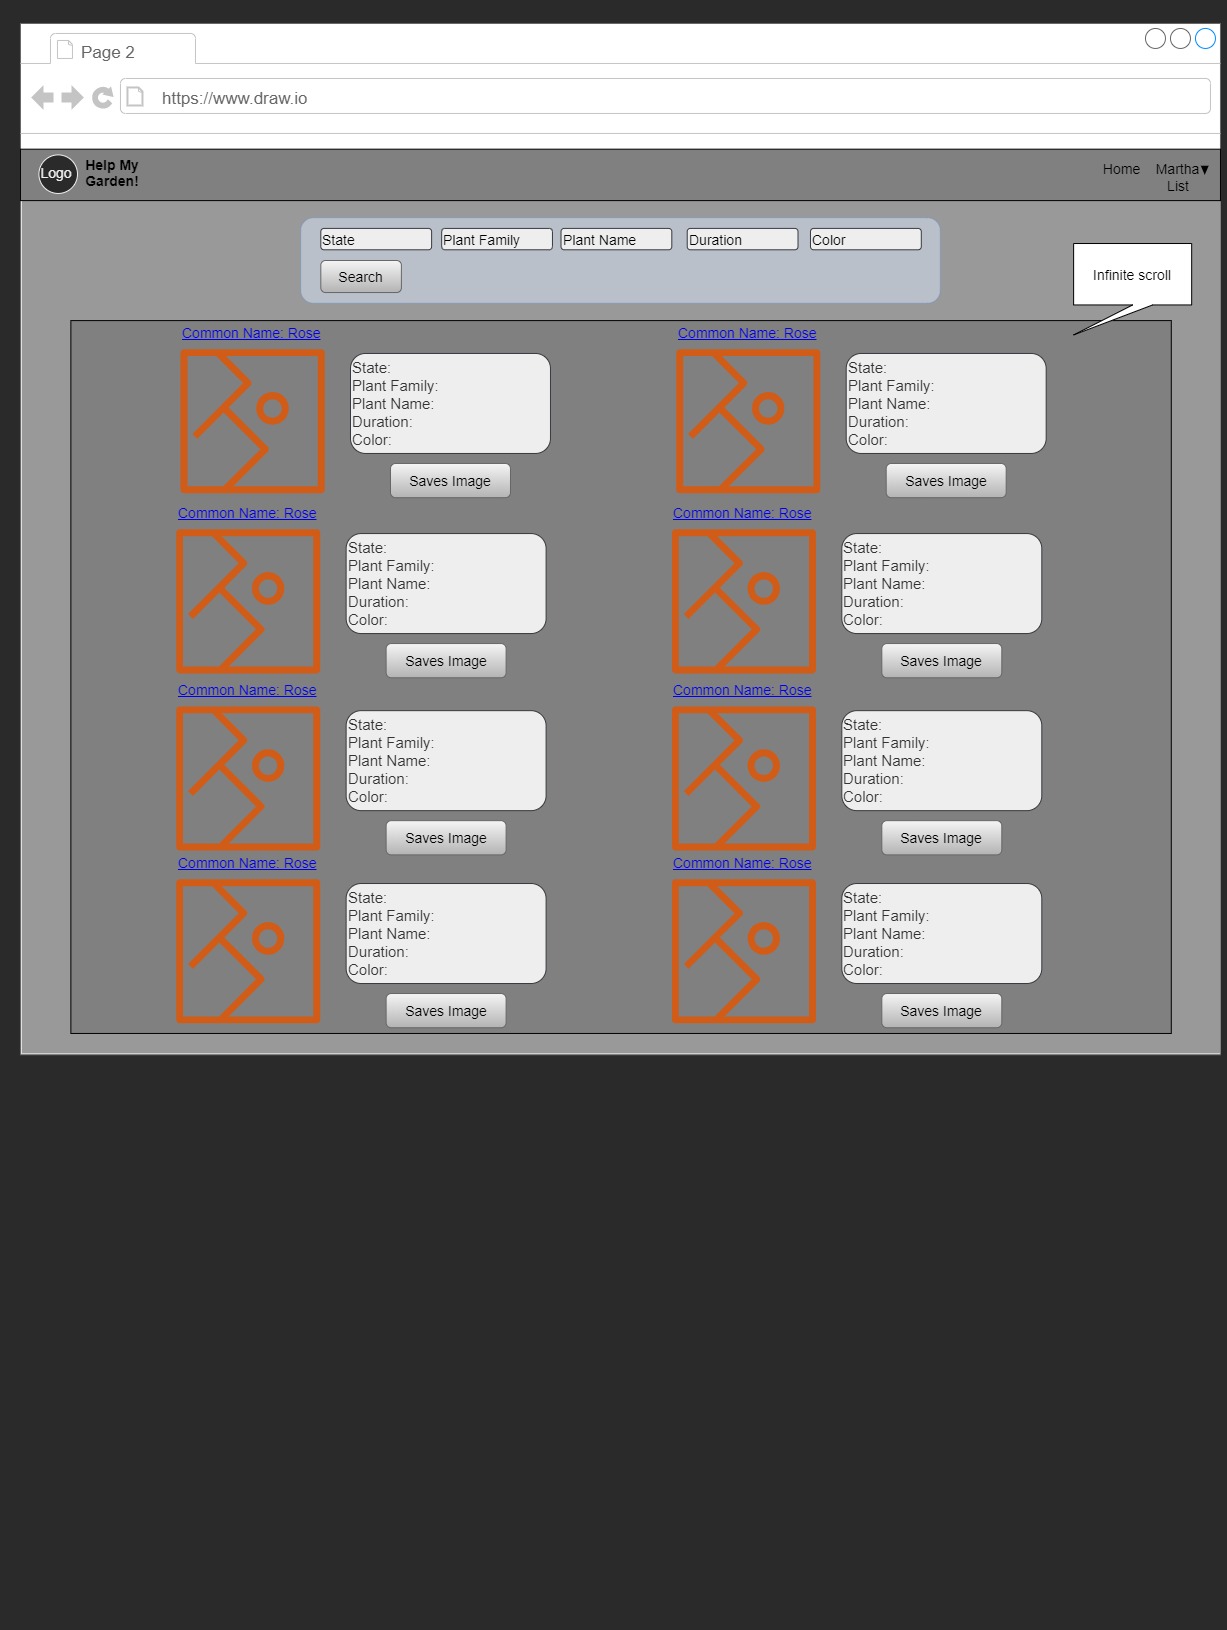 Page 2
https://www.draw.io
Logo
Help My
Garden!
Home
Martha▼
List
State
Plant Family
Plant Name
Duration
Color
Search
Infinite scroll
Common Name: Rose
State:
Plant Family:
Plant Name:
Duration:
Color:
Saves Image
Common Name: Rose
State:
Plant Family:
Plant Name:
Duration:
Color:
Saves Image
Common Name: Rose
State:
Plant Family:
Plant Name:
Duration:
Color:
Saves Image
Common Name: Rose
State:
Plant Family:
Plant Name:
Duration:
Color:
Saves Image
Common Name: Rose
State:
Plant Family:
Plant Name:
Duration:
Color:
Saves Image
Common Name: Rose
State:
Plant Family:
Plant Name:
Duration:
Color:
Saves Image
Common Name: Rose
State:
Plant Family:
Plant Name:
Duration:
Color:
Saves Image
Common Name: Rose
State:
Plant Family:
Plant Name:
Duration:
Color:
Saves Image